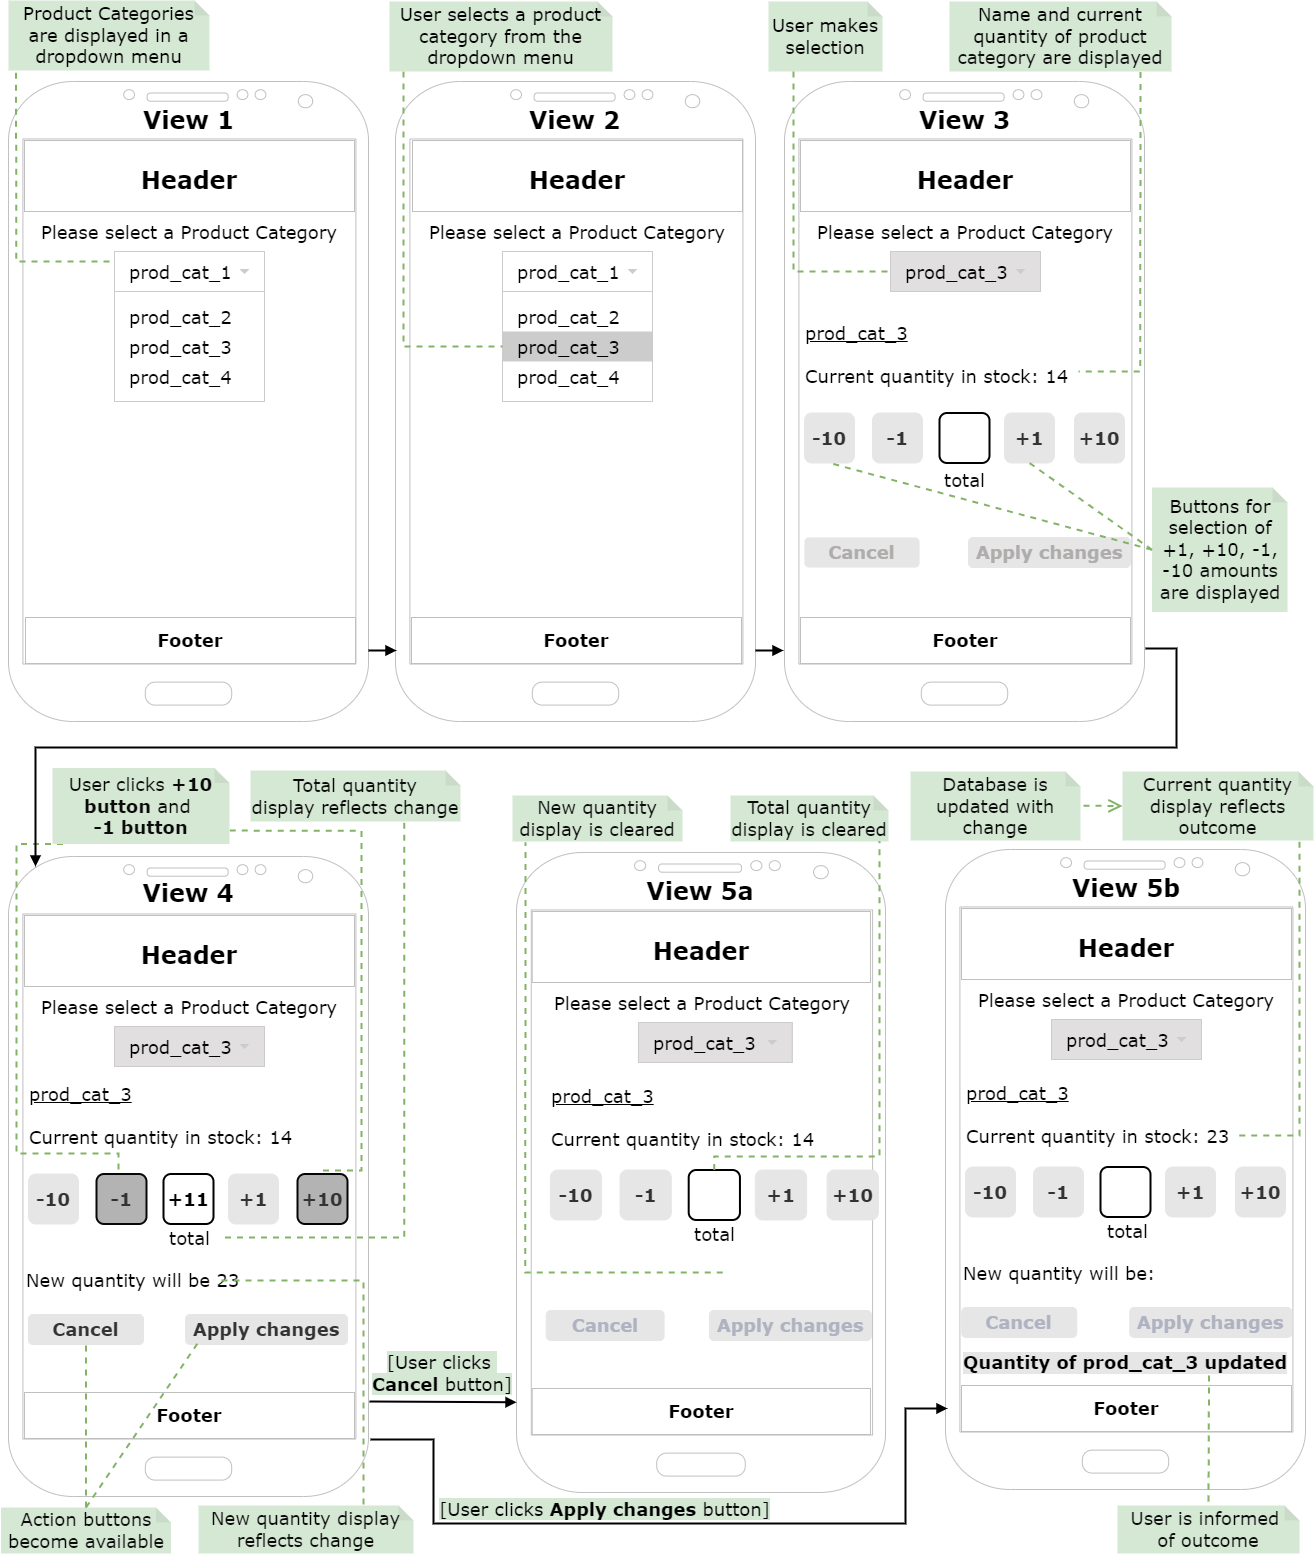 Product Categories
are displayed in a
dropdown menu
User selects a product
category from the
dropdown menu
User makes
selection
Name and current
quantity of product
category are displayed
View 1
Header
Please select a Product Category
prod_cat_1
prod_cat_2
prod_cat_3
prod_cat_4
Footer
View 2
Header
Please select a Product Category
prod_cat_1
prod_cat_2
prod_cat_3
prod_cat_4
Footer
View 3
Header
Please select a Product Category
prod_cat_3
prod_cat_3
Current quantity in stock: 14
-10 -1 +1 +10
total
Cancel Apply changes
Footer
Buttons for
selection of
+1, +10, -1,
-10 amounts
are displayed
User clicks +10
button and
-1 button
Total quantity
display reflects change
New quantity
display is cleared
Total quantity
display is cleared
Database is
updated with
change
Current quantity
display reflects
outcome
View 4
Header
Please select a Product Category
prod_cat_3
prod_cat_3
Current quantity in stock: 14
-10 -1 +11 +1 +10
total
New quantity will be 23
Cancel Apply changes
Footer
[User clicks
Cancel button]
View 5a
Header
Please select a Product Category
prod_cat_3
prod_cat_3
Current quantity in stock: 14
-10 -1 +1 +10
total
Cancel Apply changes
Footer
View 5b
Header
Please select a Product Category
prod_cat_3
prod_cat_3
Current quantity in stock: 23
-10 -1 +1 +10
total
New quantity will be:
Cancel Apply changes
Quantity of prod_cat_3 updated
Footer
Action buttons
become available
New quantity display
reflects change
[User clicks Apply changes button]
User is informed
of outcome